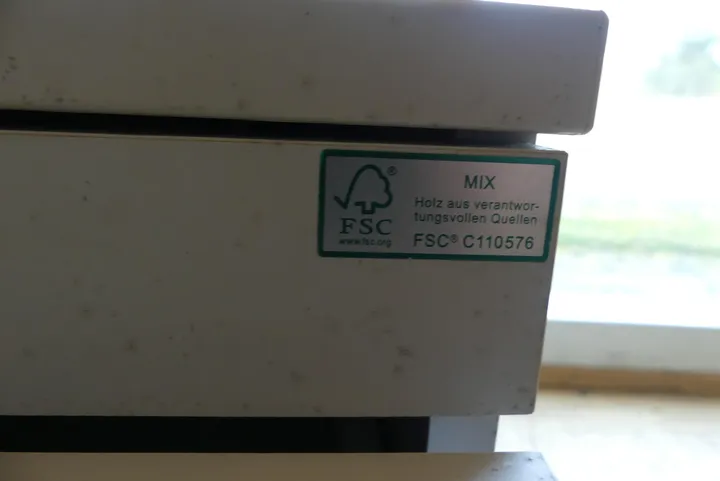 ®
FSC
www.fsc.org
MIX
Holz aus verantwor-
tungsvollen Quellen
FSC® C110576